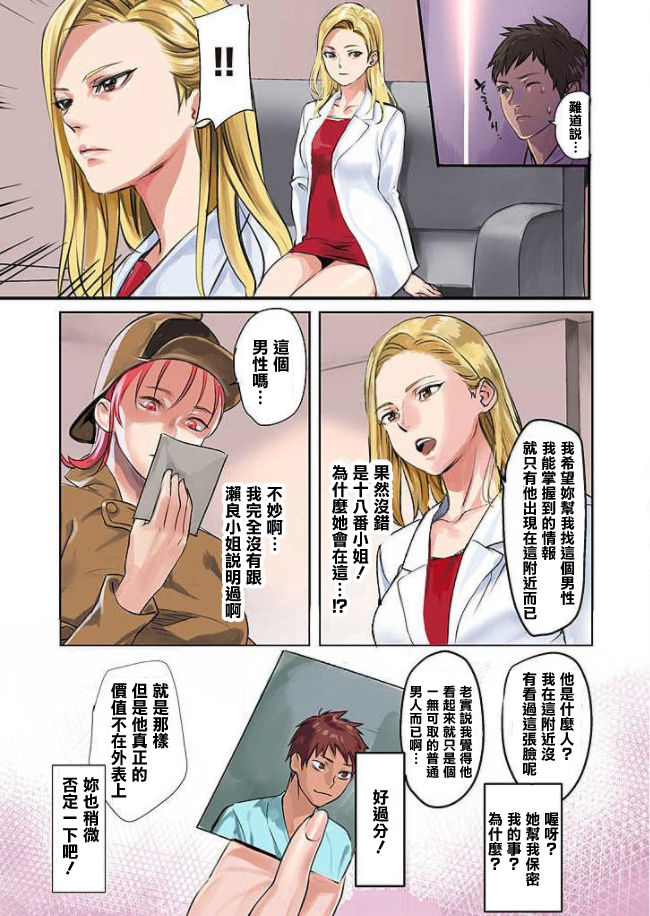 難道說…
!!
我希望妳幫我找這個男性
我能掌握到的情報
就只有他出現在這附近而已
果然沒錯
是十八番小姐！
為什麼她會在這…!?
這個
男性嗎…
不妙啊…
我完全沒有跟
瀨良小姐說明過啊
他是什麼人？
我在這附近沒
有看過這張臉呢
喔呀？
她幫我保密
我的事？
為什麼？
老實說我覺得他
看起來就只是個
一無可取的普通
男人而已啊…
好過分！
就是那樣
但是他真正的
價值不在外表上
妳也稍微
否定一下吧！